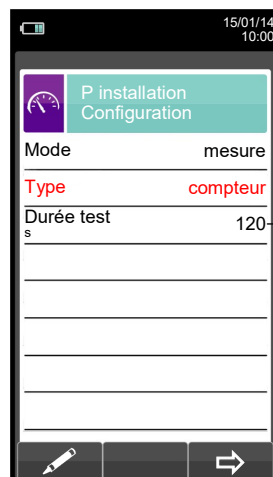 15/01/14
10:00
P installation
Configuration
Mode mesure
Type compteur
Durée test 120-
s